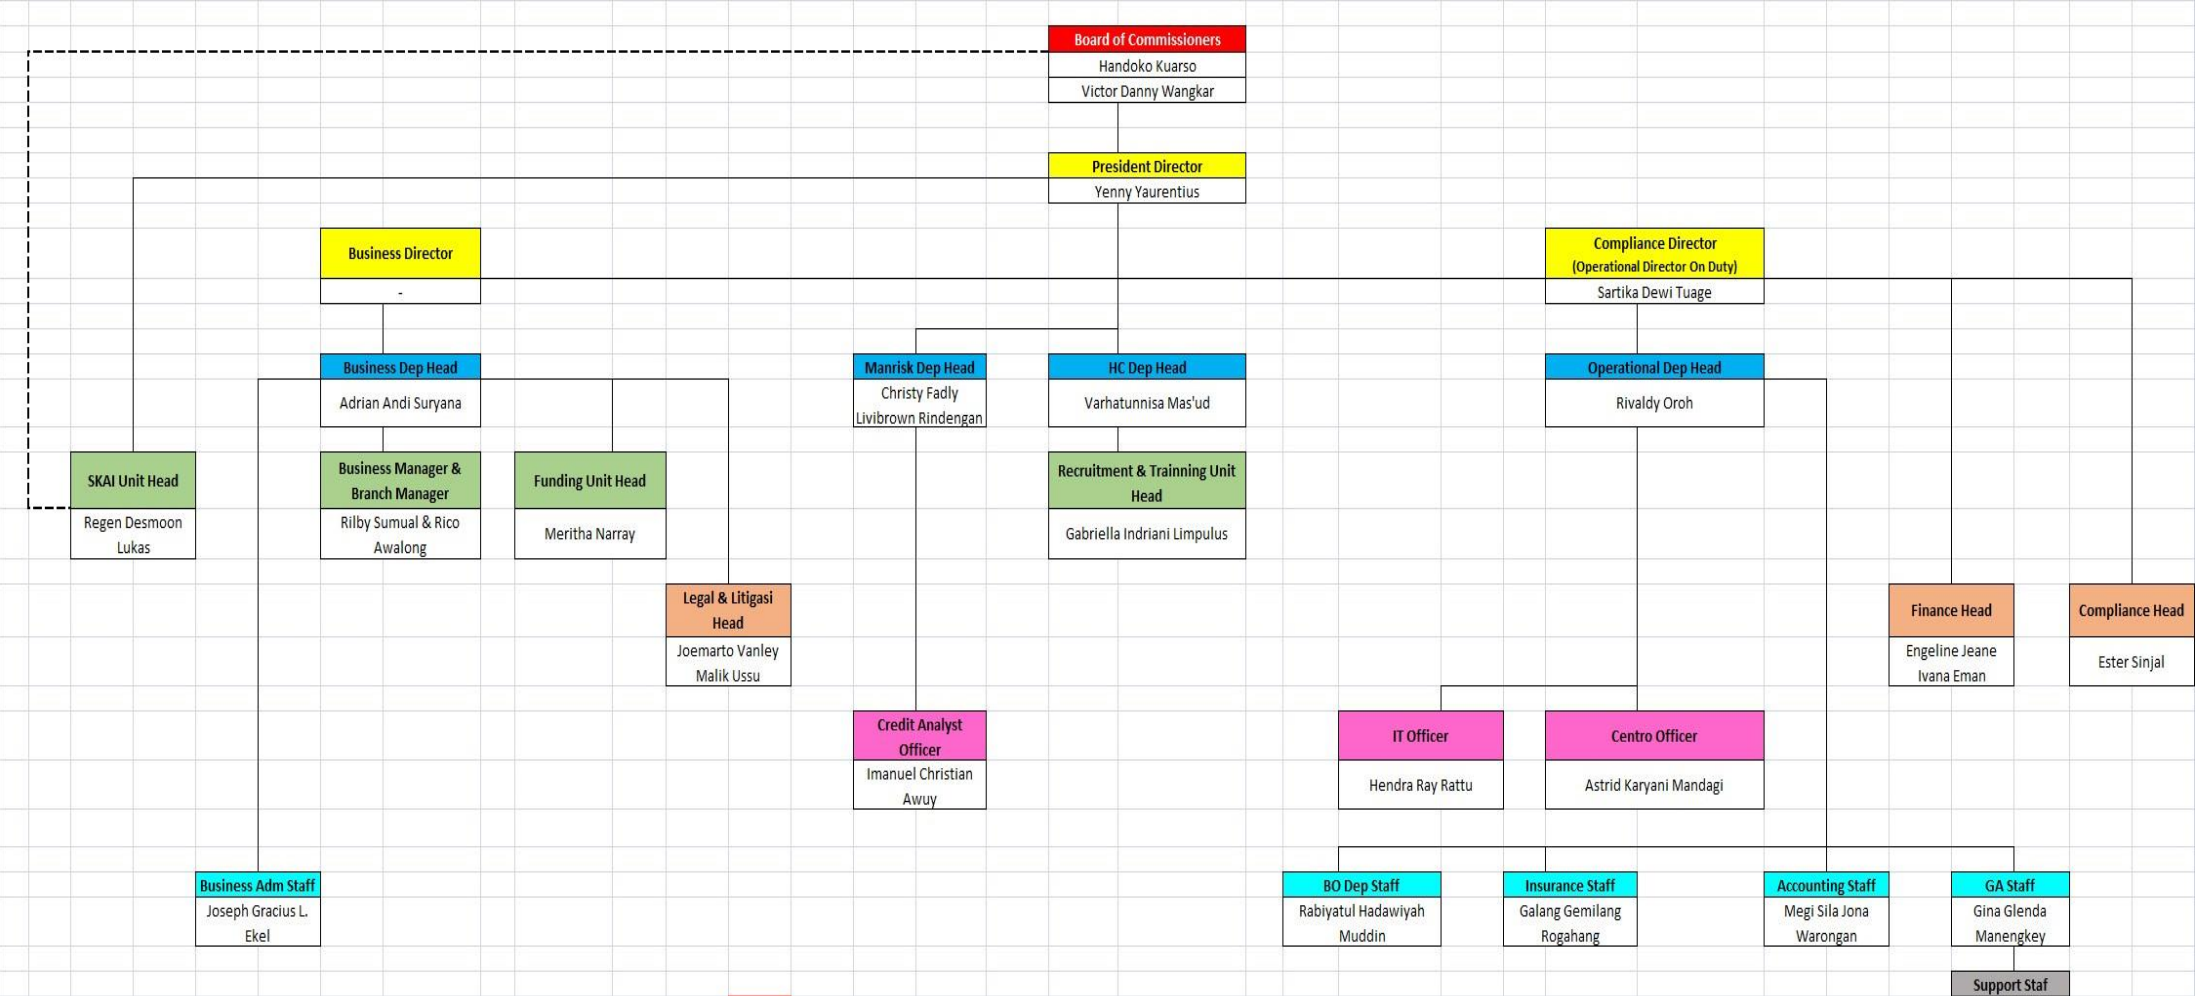 Board of Commissioners
Handoko Kuarso
Victor Danny Wangkar
President Director
Yenny Yaurentius
Business Director
-
Compliance Director
(Operational Director On Duty)
Sartika Dewi Tuage
Business Dep Head
Adrian Andi Suryana
Manrisk Dep Head
Christy Fadly
Livibrown Rindengan
HC Dep Head
Varhatunnisa Mas'ud
Operational Dep Head
Rivaldy Oroh
SKAI Unit Head
Regen Desmoon
Lukas
Business Manager &
Branch Manager
Rilby Sumual & Rico
Awalong
Funding Unit Head
Meritha Narray
Recruitment & Trainning Unit
Head
Gabriella Indriani Limpulus
Legal & Litigasi
Head
Joemarto Vanley
Malik Ussu
Finance Head
Engeline Jeane
Ivana Eman
Compliance Head
Ester Sinjal
Credit Analyst
Officer
Imanuel Christian
Awuy
IT Officer
Hendra Ray Rattu
Centro Officer
Astrid Karyani Mandagi
Business Adm Staff
Joseph Gracius L.
Ekel
BO Dep Staff
Rabiyatul Hadawiyah
Muddin
Insurance Staff
Galang Gemilang
Rogahang
Accounting Staff
Megi Sila Jona
Warongan
GA Staff
Gina Glenda
Manengkey
Support Staf